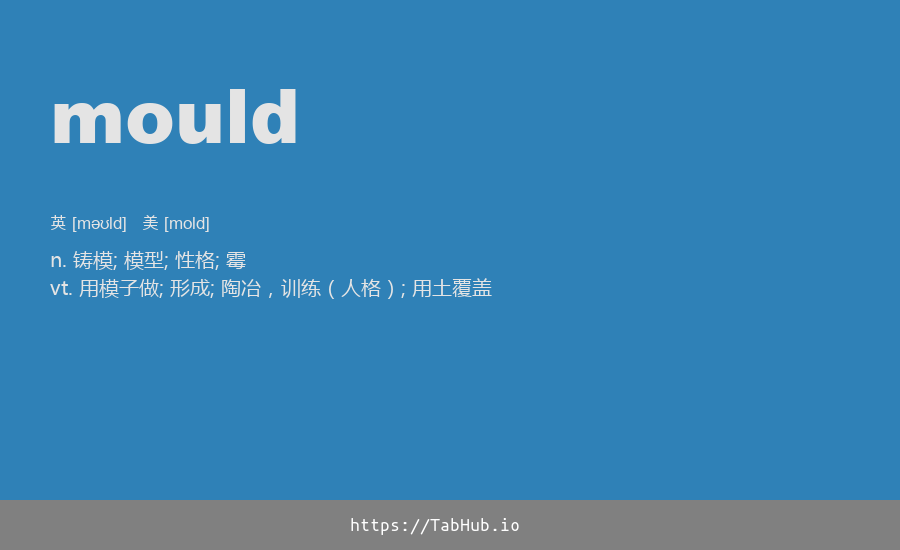 mould
英 [məʊld] 美 [mold]
n. 铸模; 模型; 性格; 霉
vt. 用模子做; 形成; 陶冶，训练（人格）; 用土覆盖
https://TabHub.io